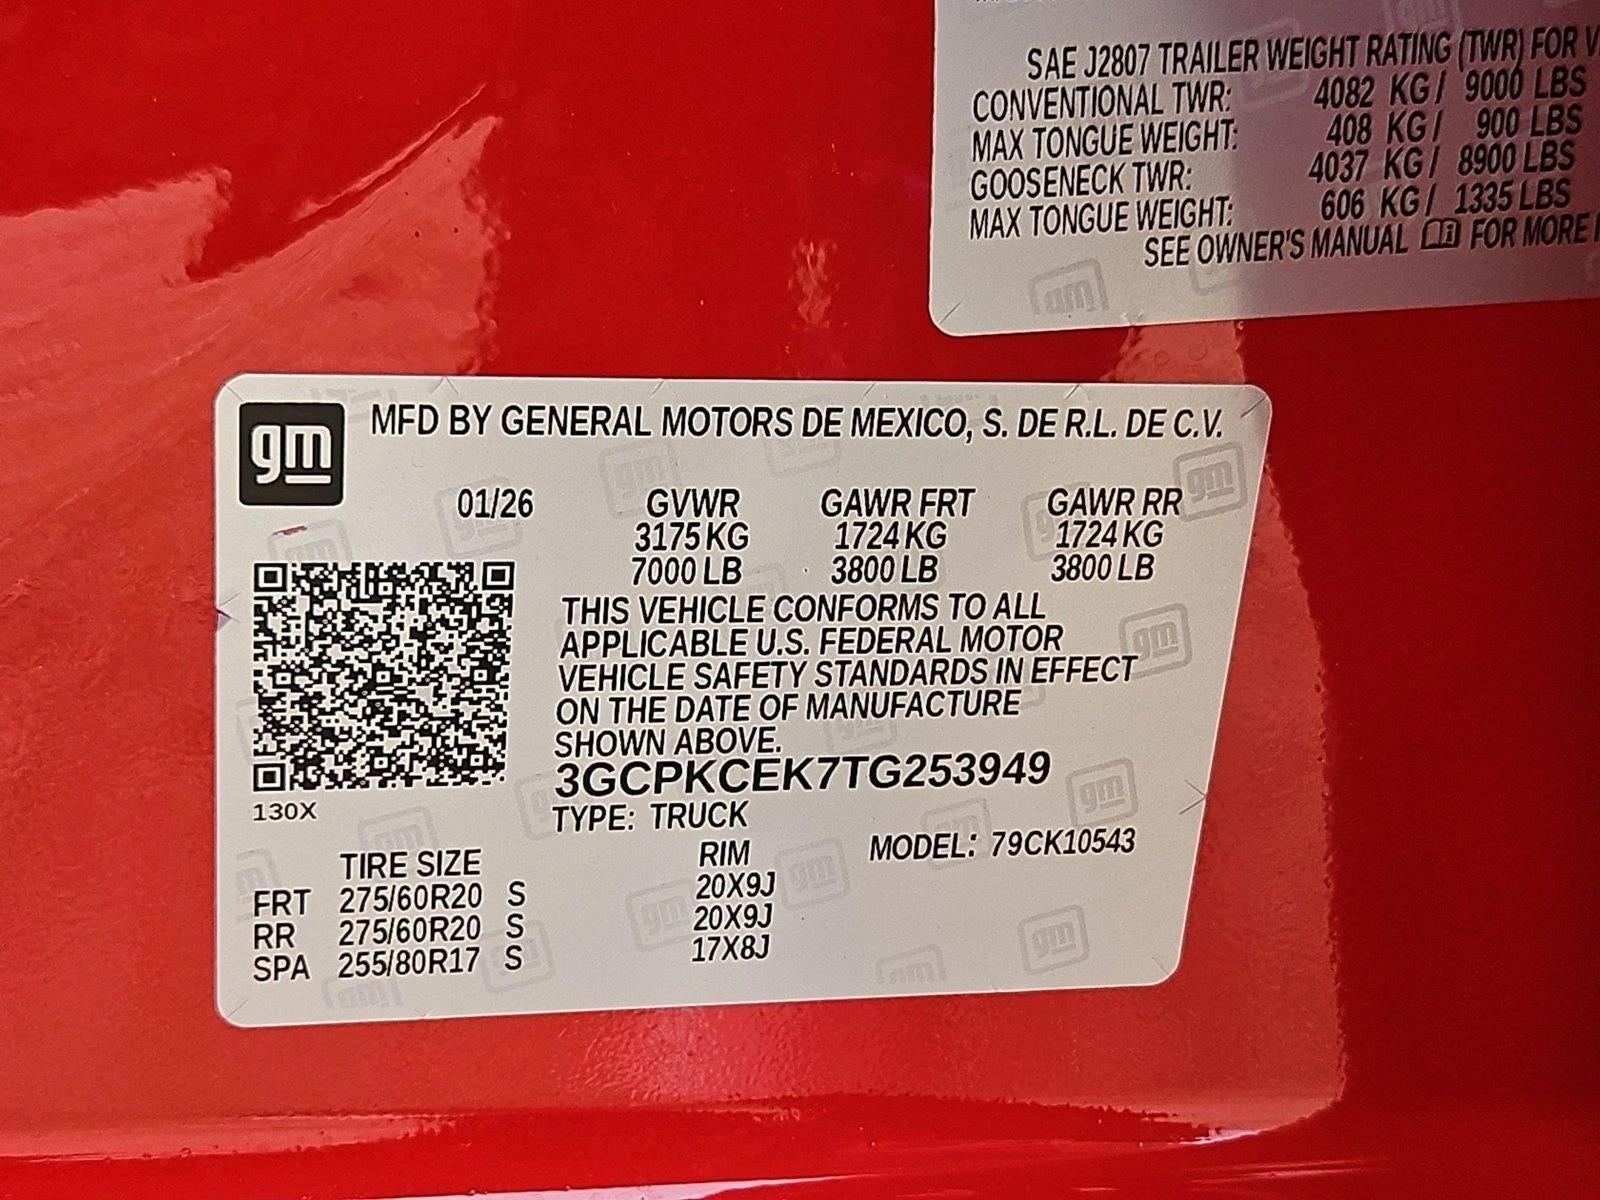 SAE J2807 TRAILER WEIGHT RATING (TWR) FOR
CONVENTIONAL TWR: 4082 KG / 9000 LBS
MAX TONGUE WEIGHT: 408 KG / 900 LBS
GOOSENECK TWR: 4037 KG / 8900 LBS
MAX TONGUE WEIGHT: 606 KG / 1335 LBS
SEE OWNER'S MANUAL FOR MORE
gm
MFD BY GENERAL MOTORS DE MEXICO, S. DE R.L. DE C.V.
01/26 GVWR GAWR FRT GAWR RR
3175 KG 1724 KG 1724 KG
7000 LB 3800 LB 3800 LB
THIS VEHICLE CONFORMS TO ALL
APPLICABLE U.S. FEDERAL MOTOR
VEHICLE SAFETY STANDARDS IN EFFECT
ON THE DATE OF MANUFACTURE
SHOWN ABOVE.
3GCPKCEK7TG253949
130X
TYPE: TRUCK
TIRE SIZE RIM MODEL: 79CK10543
FRT 275/60R20 S 20X9J
RR 275/60R20 S 20X9J
SPA 255/80R17 S 17X8J